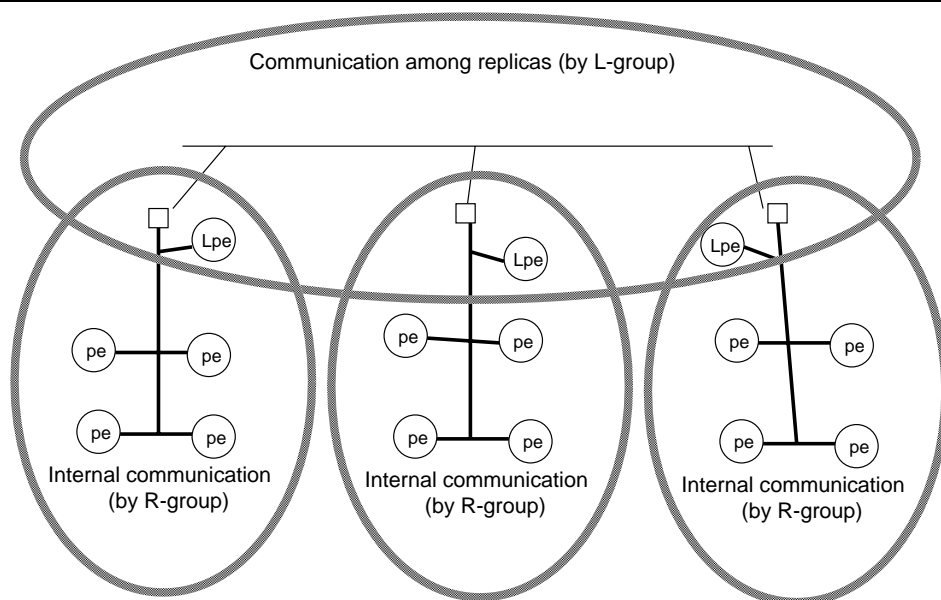 Communication among replicas (by L-group)
Lpe
Lpe
Lpe
pe
pe
pe
pe
pe
pe
pe
pe
pe
pe
pe
pe
Internal communication
(by R-group)
Internal communication
(by R-group)
Internal communication
(by R-group)